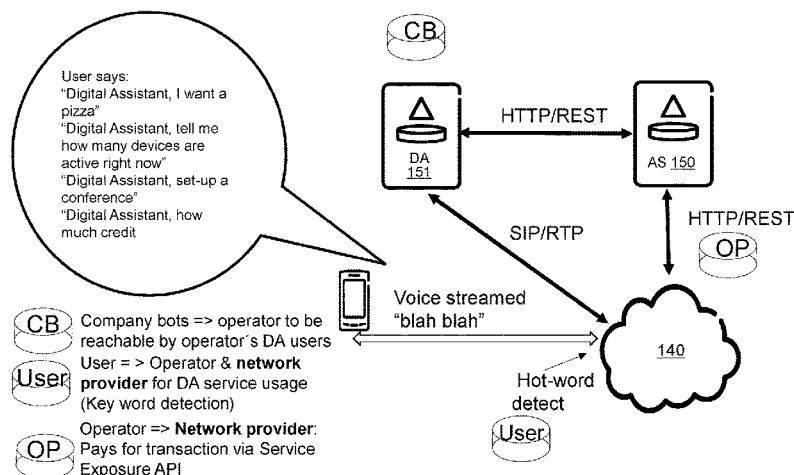 User says:
"Digital Assistant, I want a
pizza"
"Digital Assistant, tell me
how many devices are
active right now"
"Digital Assistant, set-up a
conference"
"Digital Assistant, how
much credit
CB
DA
151
HTTP/REST
AS 150
SIP/RTP
HTTP/REST
OP
Voice streamed
"blah blah"
140
Hot-word
detect
User
CB
Company bots => operator to be
reachable by operator´s DA users
User
User = > Operator & network
provider for DA service usage
(Key word detection)
OP
Operator => Network provider:
Pays for transaction via Service
Exposure API